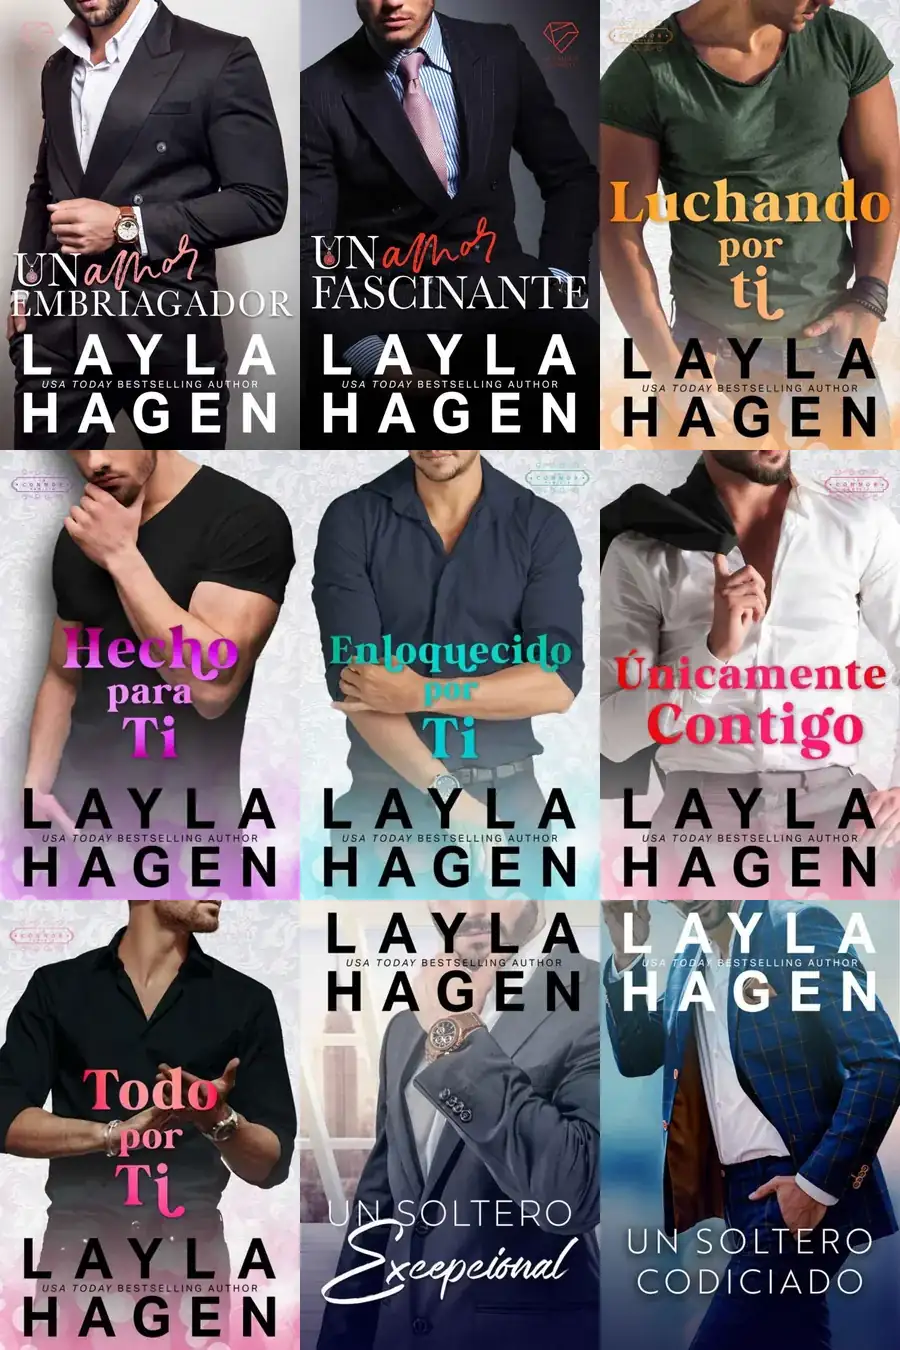 UN amor
EMBRIAGADOR
LAYLA
USA TODAY BESTSELLING AUTHOR
HAGEN
UN amor
FASCINANTE
LAYLA
USA TODAY BESTSELLING AUTHOR
HAGEN
Luchando
por
ti
LAYLA
USA TODAY BESTSELLING AUTHOR
HAGEN
CONNOR
Hecho
para
Ti
LAYLA
USA TODAY BESTSELLING AUTHOR
HAGEN
CONNOR
Enloquecido
por
Ti
LAYLA
USA TODAY BESTSELLING AUTHOR
HAGEN
CONNOR
Únicamente
Contigo
LAYLA
USA TODAY BESTSELLING AUTHOR
HAGEN
CONNOR
Todo
por
Ti
LAYLA
USA TODAY BESTSELLING AUTHOR
HAGEN
LAYLA
USA TODAY BESTSELLING AUTHOR
HAGEN
UN SOLTERO
Excepcional
LAYLA
USA TODAY BESTSELLING AUTHOR
HAGEN
UN SOLTERO
CODICIADO